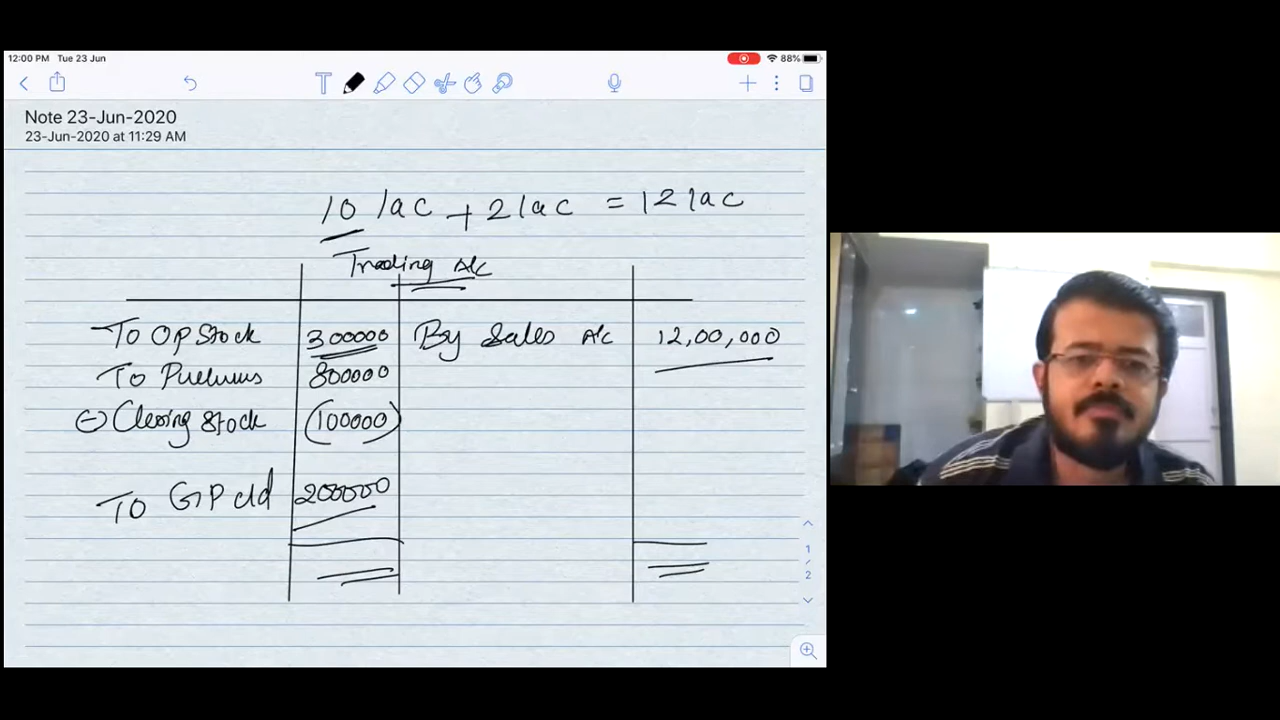 12:00 PM Tue 23 Jun
88%
T
Note 23-Jun-2020
23-Jun-2020 at 11:29 AM
10 lac + 2 lac = 12 lac
Trading A/c
To Op Stock 300000 By Sales A/c 12,00,000
To 800000
(-) Closing Stock (100000)
To GP c/d 200000
1
/
2